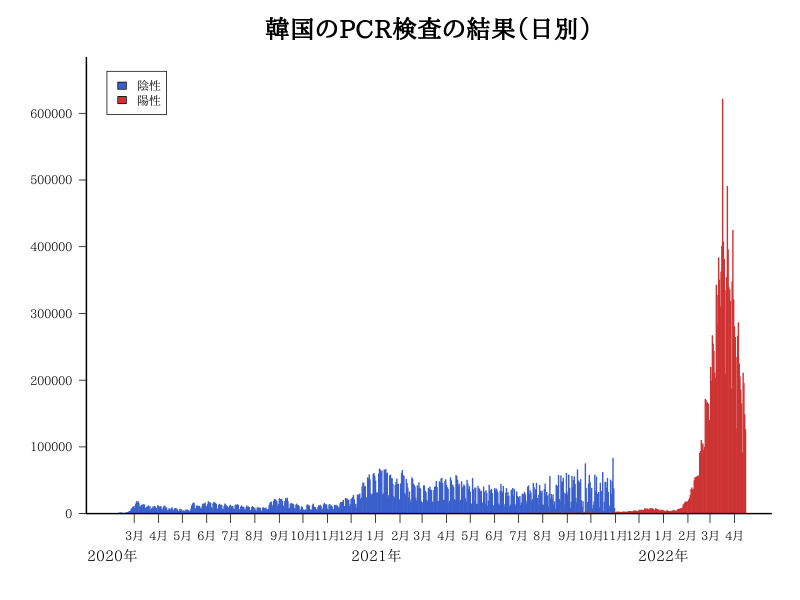 韓国のPCR検査の結果(日別)
陰性
陽性
600000
500000
400000
300000
200000
100000
0
3月 4月 5月 6月 7月 8月 9月 10月 11月 12月 1月 2月 3月 4月 5月 6月 7月 8月 9月 10月 11月 12月 1月 2月 3月 4月
2020年 2021年 2022年